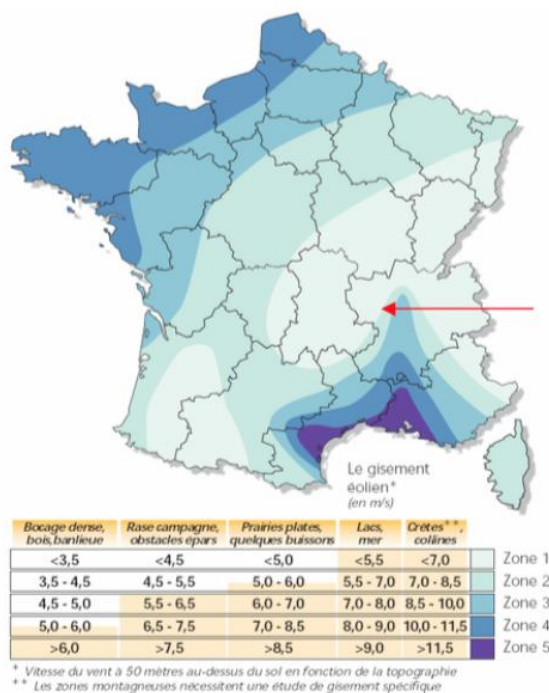 Le gisement
éolien*
(en m/s)
Bocage dense, bois, banlieue Rase campagne, obstacles épars Prairies plates, quelques buissons Lacs, mer Crêtes**, collines
<3,5 <4,5 <5,0 <5,5 <7,0 Zone 1
3,5 - 4,5 4,5 - 5,5 5,0 - 6,0 5,5 - 7,0 7,0 - 8,5 Zone 2
4,5 - 5,0 5,5 - 6,5 6,0 - 7,0 7,0 - 8,0 8,5 - 10,0 Zone 3
5,0 - 6,0 6,5 - 7,5 7,0 - 8,5 8,0 - 9,0 10,0 - 11,5 Zone 4
>6,0 >7,5 >8,5 >9,0 >11,5 Zone 5
* Vitesse du vent à 50 mètres au-dessus du sol en fonction de la topographie
** Les zones montagneuses nécessitent une étude de gisement spécifique